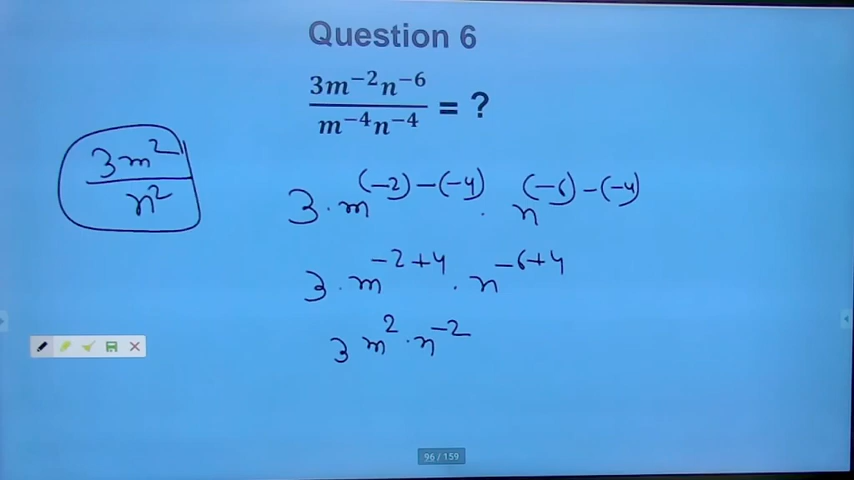 Question 6
3m⁻²n⁻⁶ / m⁻⁴n⁻⁴ = ?
3m² / n²
3 · m⁽⁻²⁾⁻⁽⁻⁴⁾ · n⁽⁻⁶⁾⁻⁽⁻⁴⁾
3 · m⁻²⁺⁴ · n⁻⁶⁺⁴
3 m² · n⁻²
96 / 159